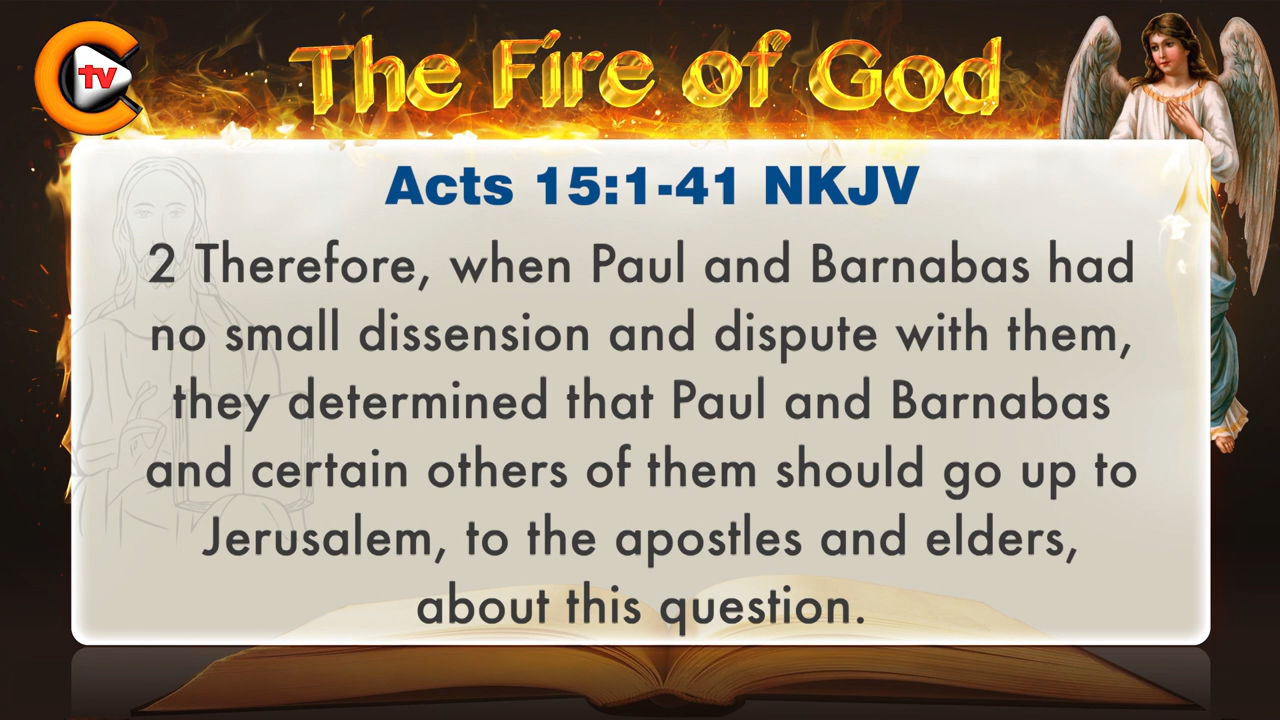 tv
The Fire of God
Acts 15:1-41 NKJV
2 Therefore, when Paul and Barnabas had
no small dissension and dispute with them,
they determined that Paul and Barnabas
and certain others of them should go up to
Jerusalem, to the apostles and elders,
about this question.